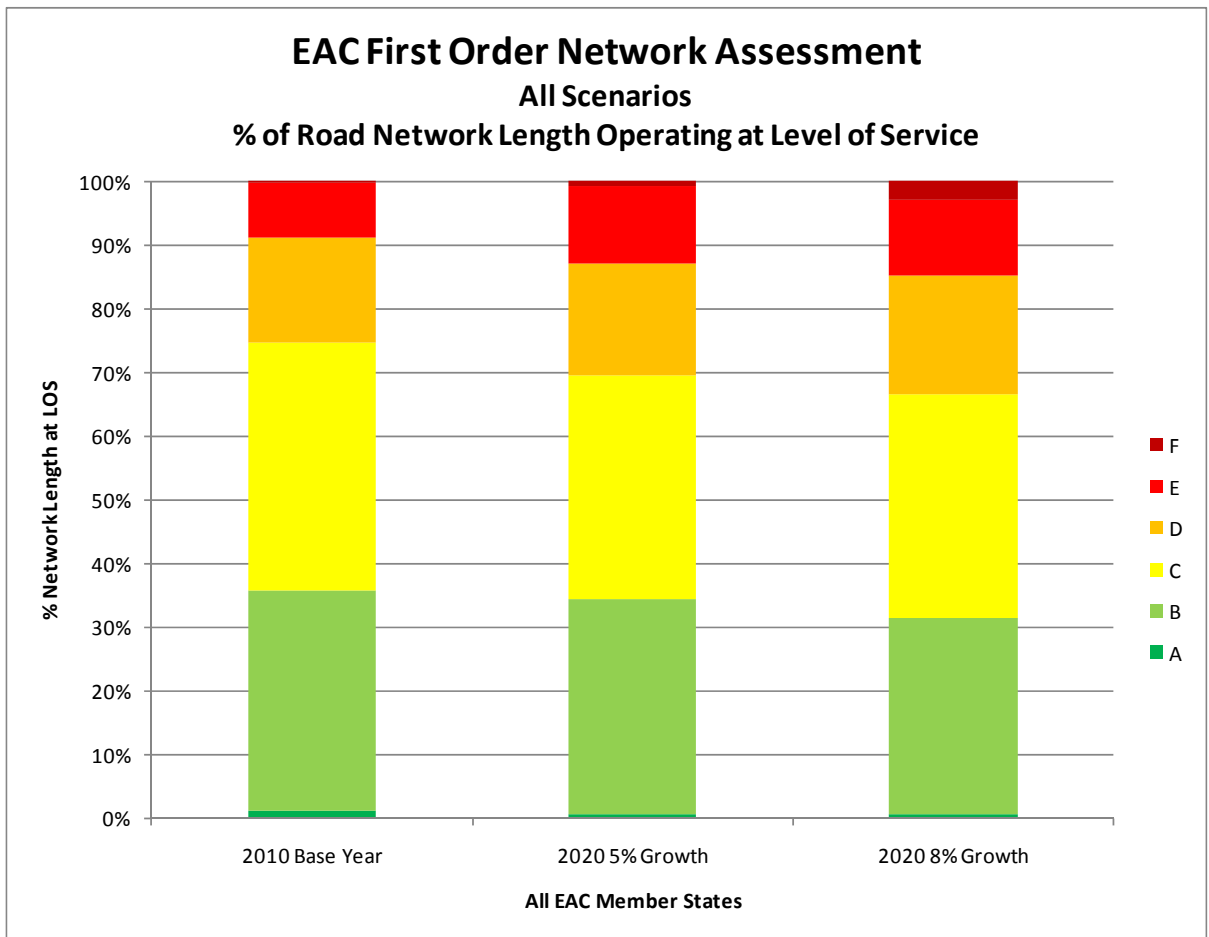 EAC First Order Network Assessment
All Scenarios
% of Road Network Length Operating at Level of Service
% Network Length at LOS
100%
90%
80%
70%
60%
50%
40%
30%
20%
10%
0%
F
E
D
C
B
A
2010 Base Year
2020 5% Growth
2020 8% Growth
All EAC Member States